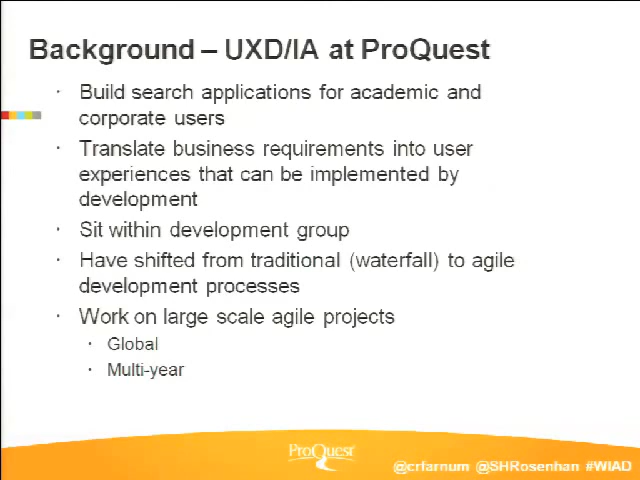 Background – UXD/IA at ProQuest
· Build search applications for academic and
corporate users
· Translate business requirements into user
experiences that can be implemented by
development
· Sit within development group
· Have shifted from traditional (waterfall) to agile
development processes
· Work on large scale agile projects
· Global
· Multi-year
ProQuest
@crfarnum @SHRosenhan #WIAD